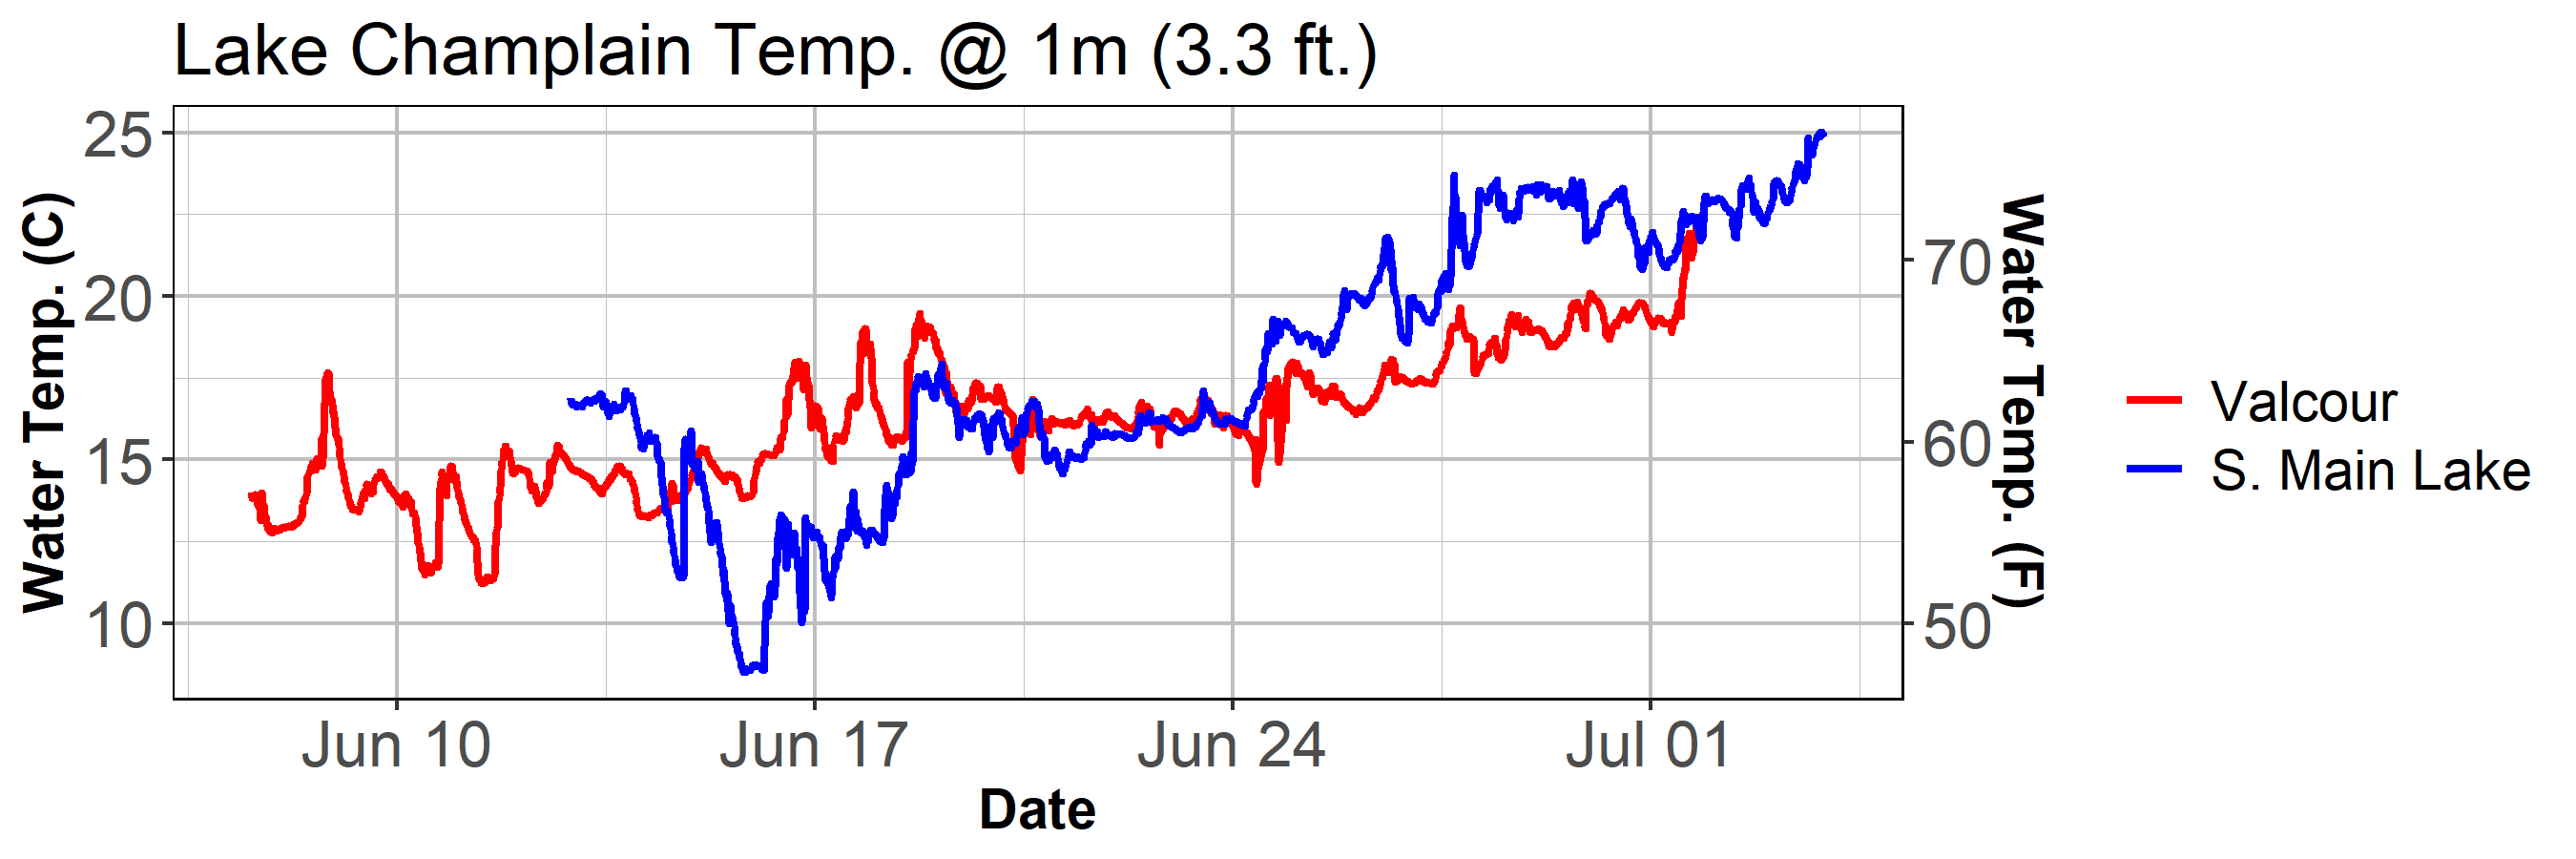 Lake Champlain Temp. @ 1m (3.3 ft.)
Water Temp. (C)
25
20
15
10
Water Temp. (F)
70
60
50
Jun 10
Jun 17
Jun 24
Jul 01
Date
Valcour
S. Main Lake